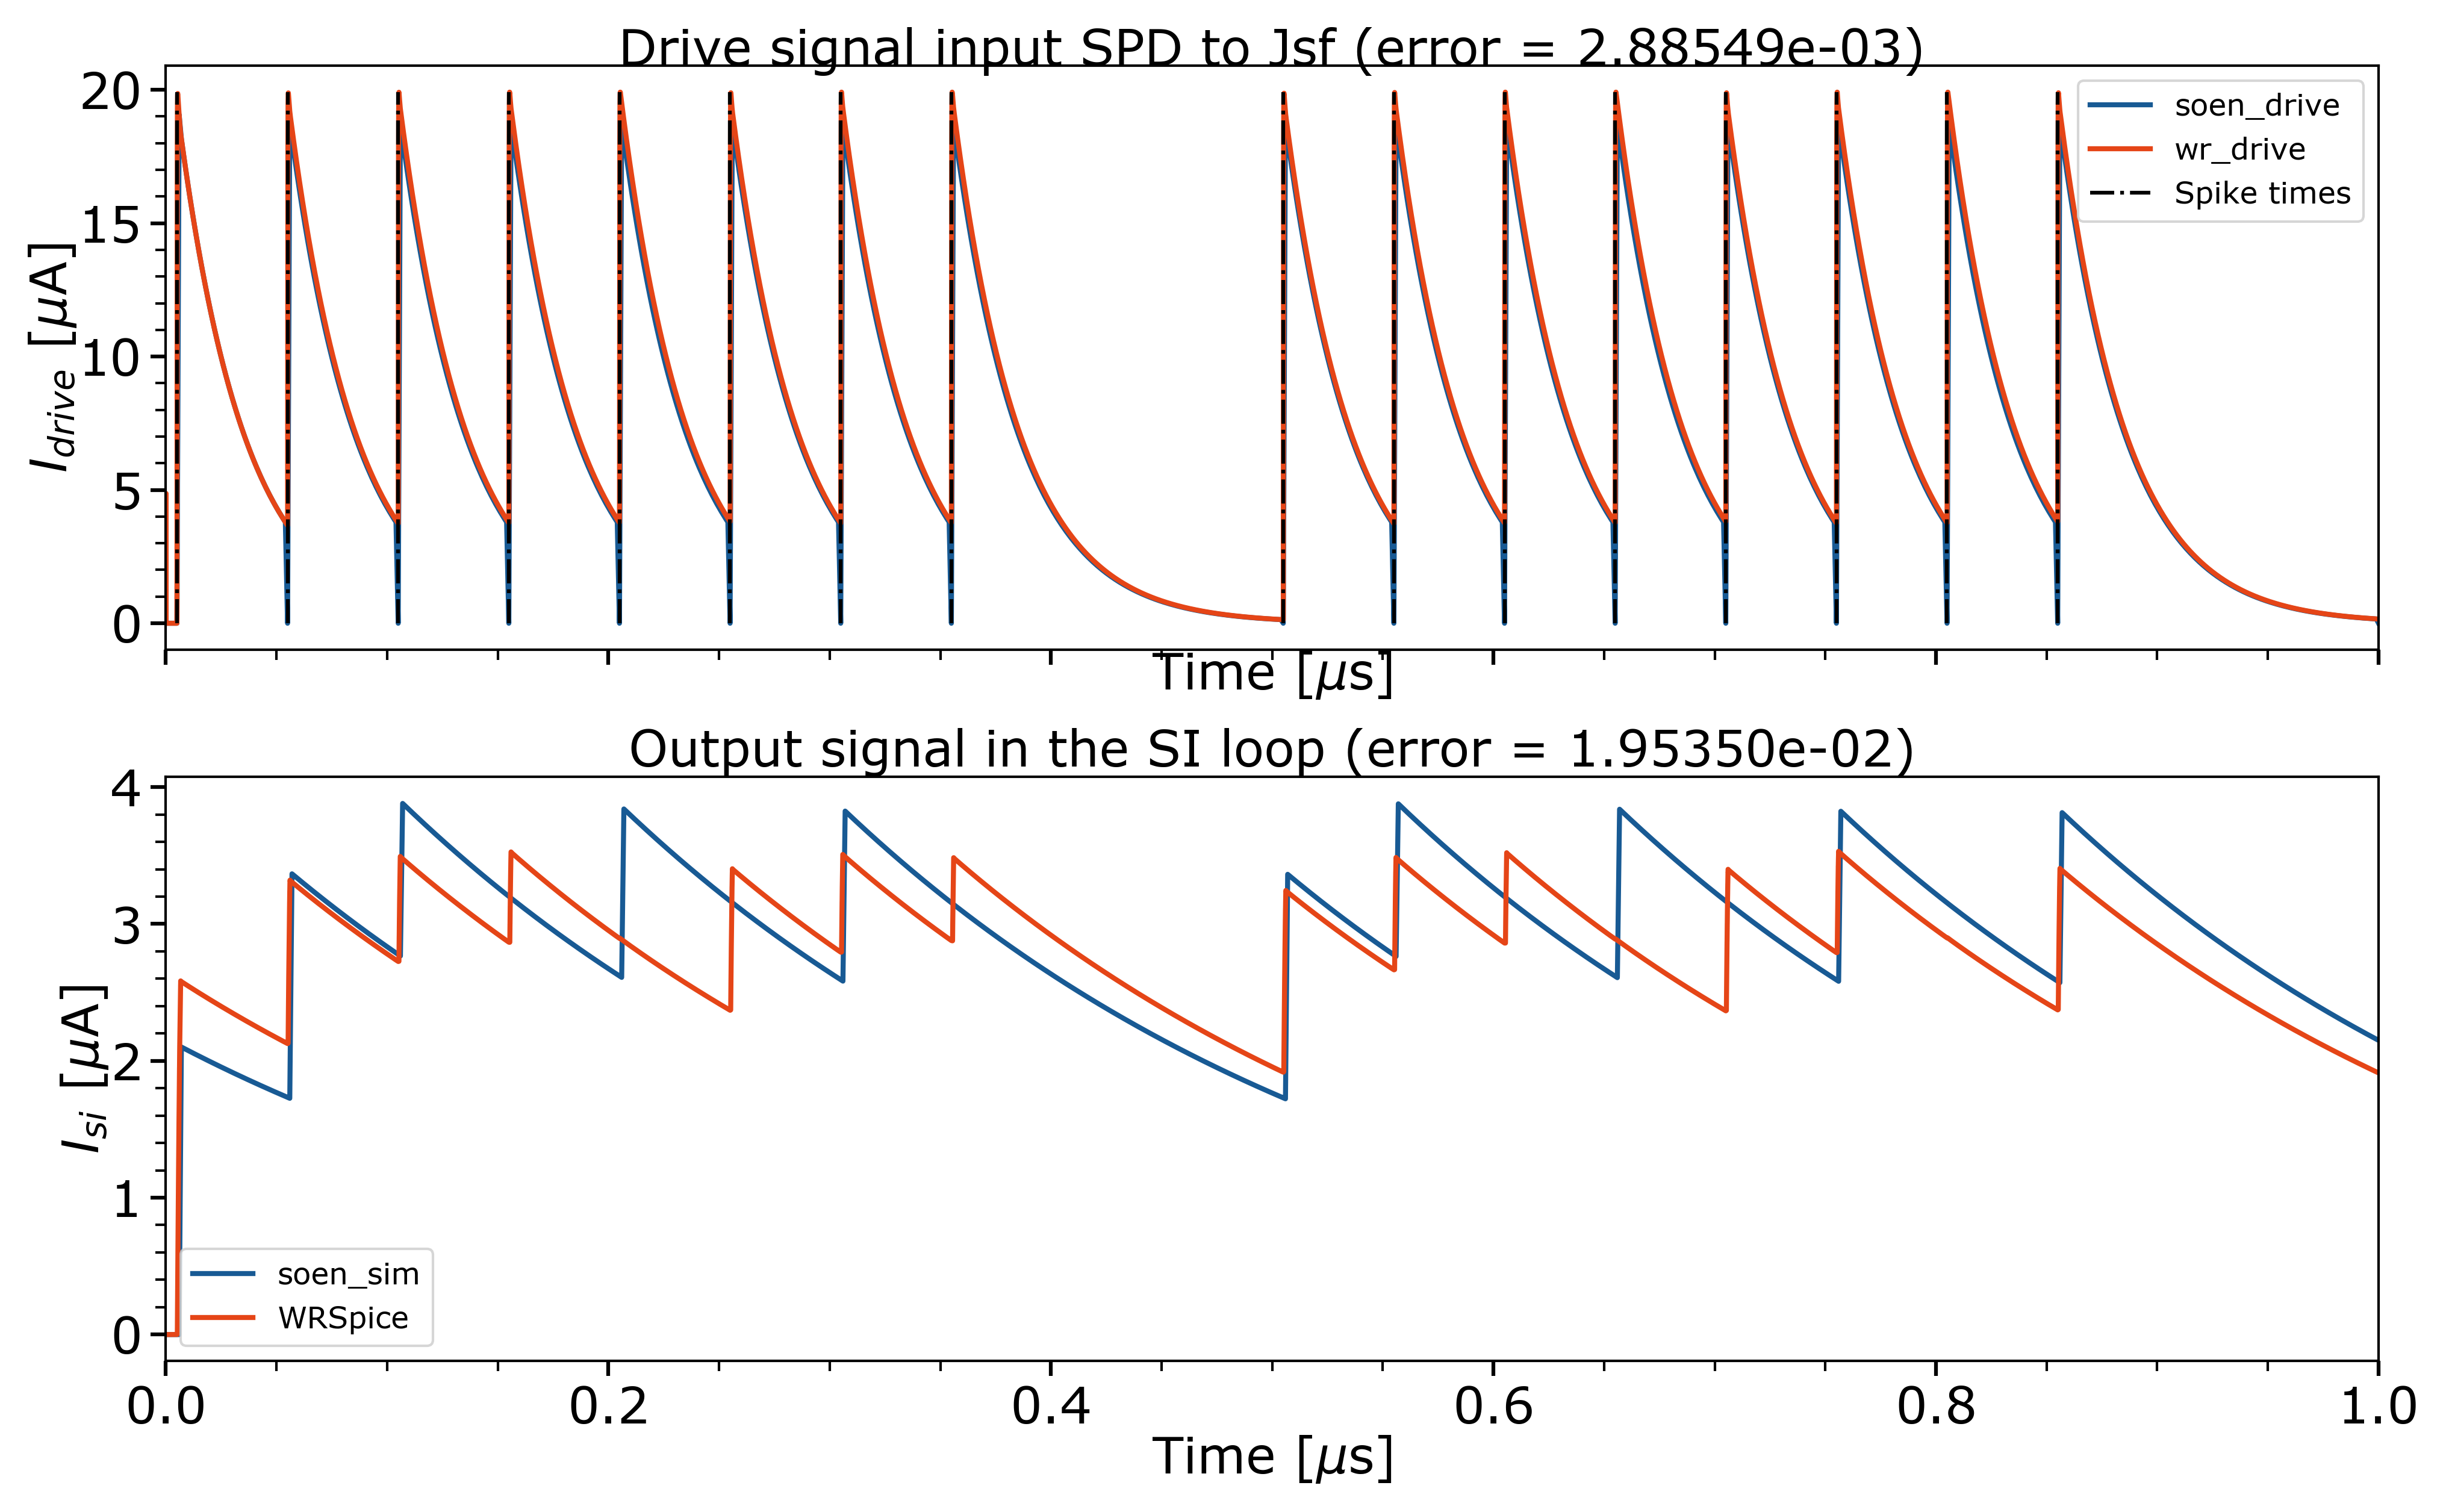 Drive signal input SPD to Jsf (error = 2.88549e-03)
20
15
10
5
0
I_drive [μA]
soen_drive
wr_drive
Spike times
Time [μs]
Output signal in the SI loop (error = 1.95350e-02)
4
3
2
1
0
I_si [μA]
soen_sim
WRSpice
0.0 0.2 0.4 0.6 0.8 1.0
Time [μs]